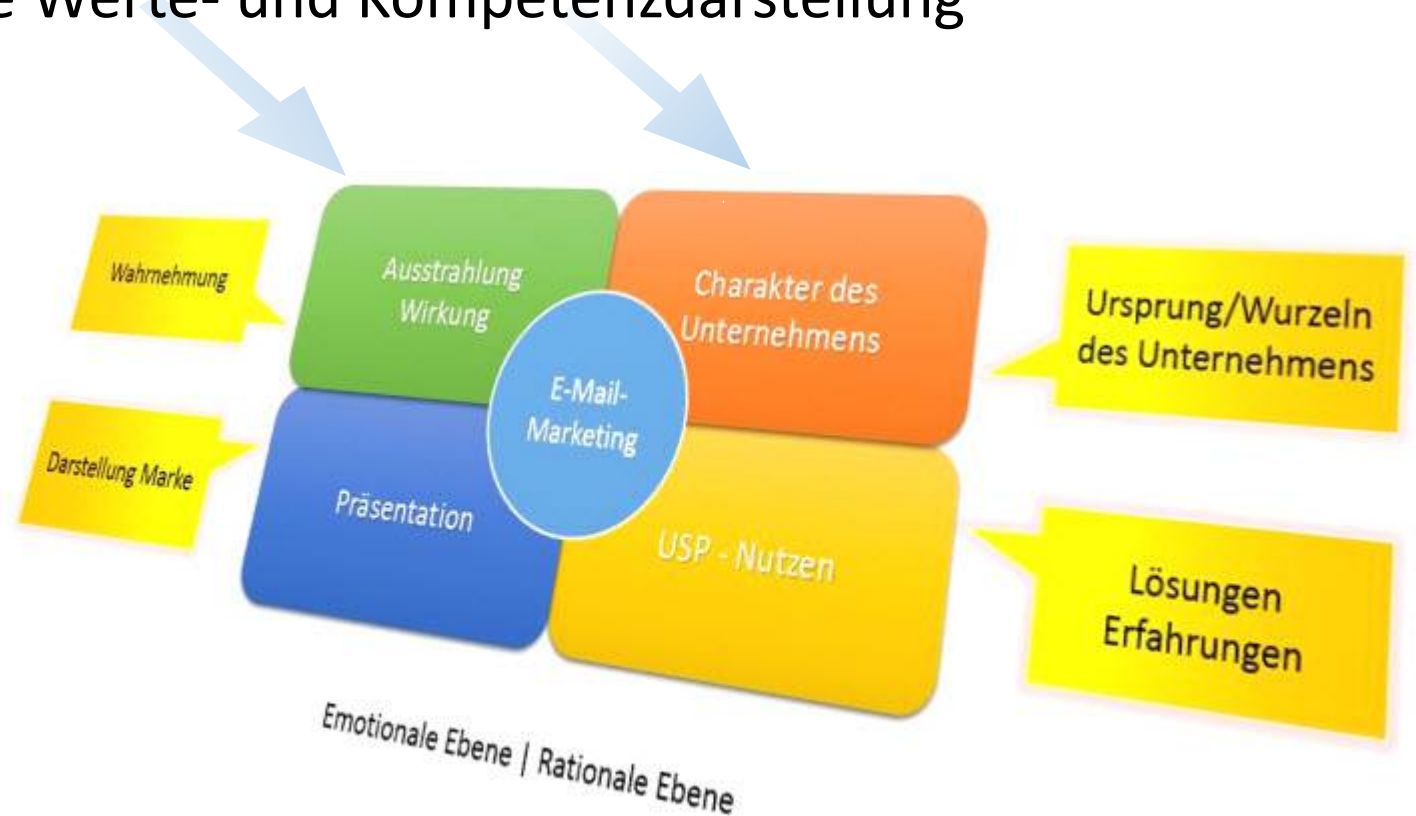 e Werte- und Kompetenzdarstellung
Wahrnehmung
Ausstrahlung
Wirkung
Charakter des
Unternehmens
Ursprung/Wurzeln
des Unternehmens
E-Mail-
Marketing
Darstellung Marke
Präsentation
USP - Nutzen
Lösungen
Erfahrungen
Emotionale Ebene | Rationale Ebene